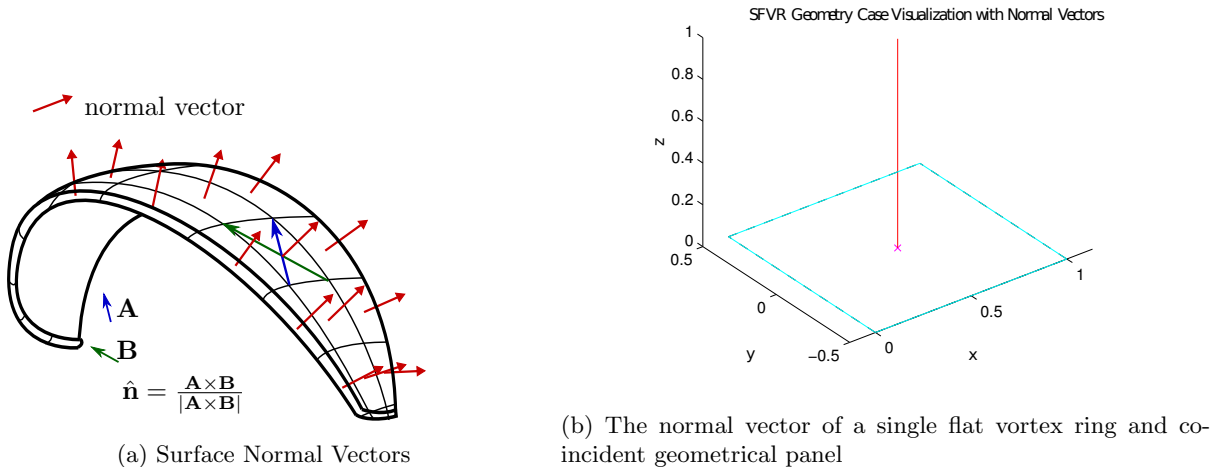 normal vector
A
B
n̂ = A×B / |A×B|
(a) Surface Normal Vectors
SFVR Geometry Case Visualization with Normal Vectors
1
0.8
0.6
0.4
0.2
0
z
0.5
0
−0.5
y
0
0.5
1
x
(b) The normal vector of a single flat vortex ring and co-
incident geometrical panel